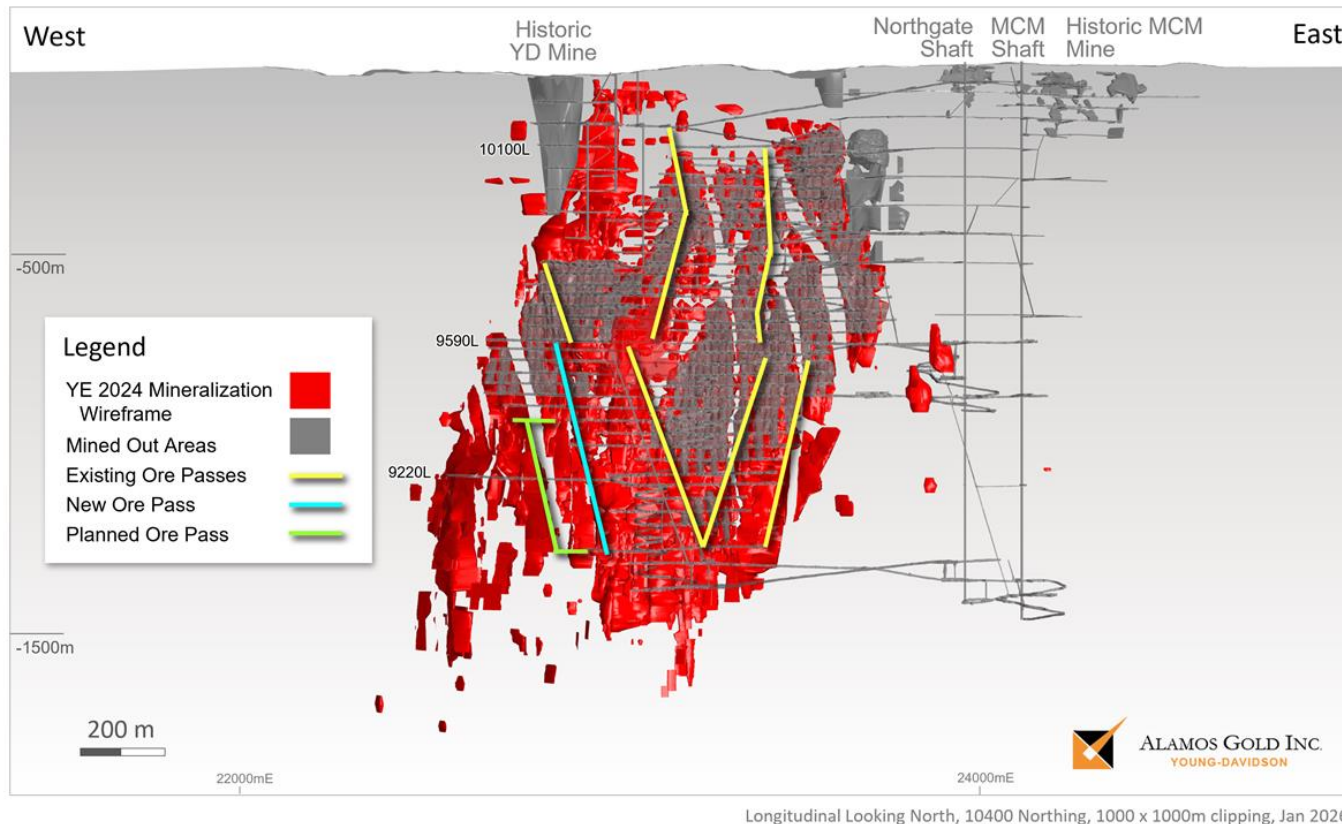 West
Historic
YD Mine
Northgate
Shaft
MCM
Shaft
Historic MCM
Mine
East
10100L
-500m
9590L
Legend
YE 2024 Mineralization
Wireframe
Mined Out Areas
Existing Ore Passes
New Ore Pass
Planned Ore Pass
9220L
-1500m
200 m
22000mE
24000mE
ALAMOS GOLD INC.
YOUNG-DAVIDSON
Longitudinal Looking North, 10400 Northing, 1000 x 1000m clipping, Jan 2026